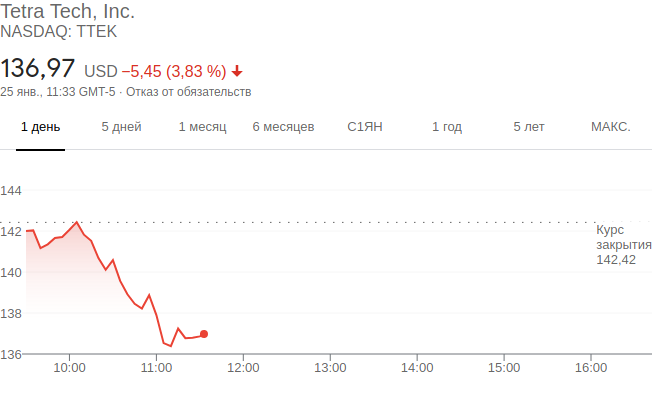 Tetra Tech, Inc.
NASDAQ: TTEK
136,97 USD −5,45 (3,83 %)
25 янв., 11:33 GMT-5 · Отказ от обязательств
1 день 5 дней 1 месяц 6 месяцев С1ЯН 1 год 5 лет МАКС.
144
142
140
138
136
Курс
закрытия
142,42
10:00 11:00 12:00 13:00 14:00 15:00 16:00